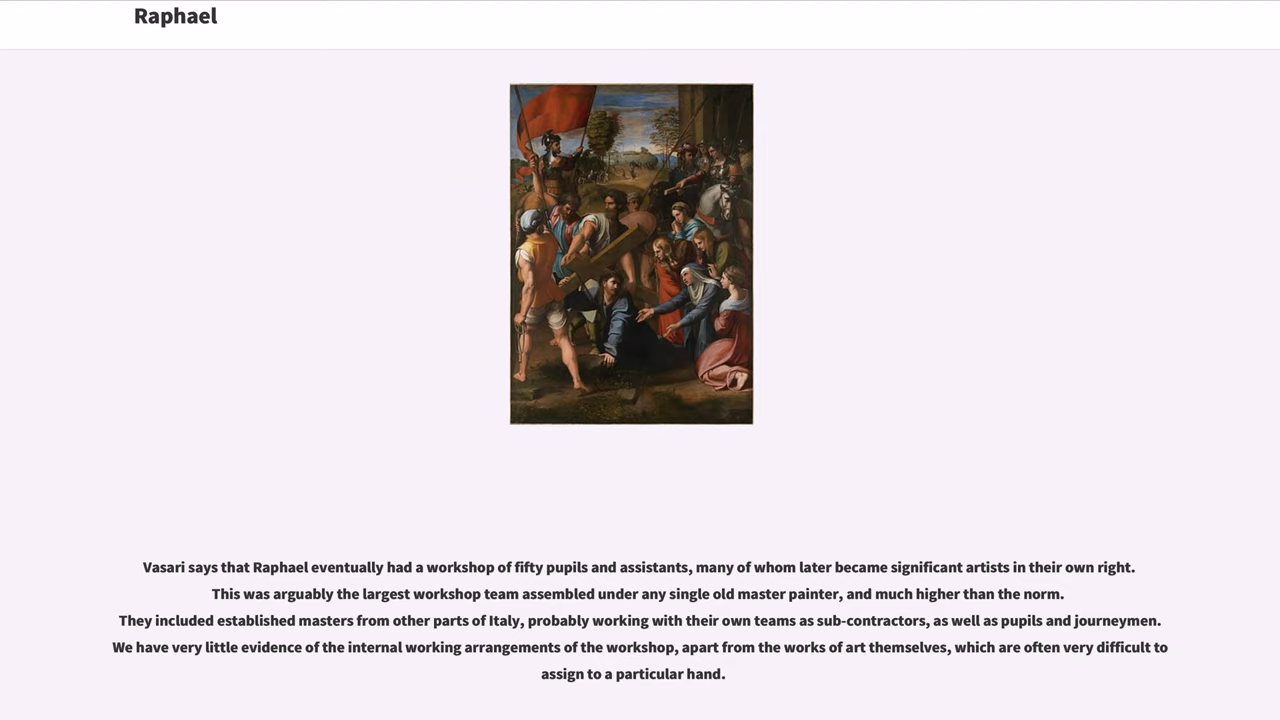 Raphael
Vasari says that Raphael eventually had a workshop of fifty pupils and assistants, many of whom later became significant artists in their own right.
This was arguably the largest workshop team assembled under any single old master painter, and much higher than the norm.
They included established masters from other parts of Italy, probably working with their own teams as sub-contractors, as well as pupils and journeymen.
We have very little evidence of the internal working arrangements of the workshop, apart from the works of art themselves, which are often very difficult to
assign to a particular hand.